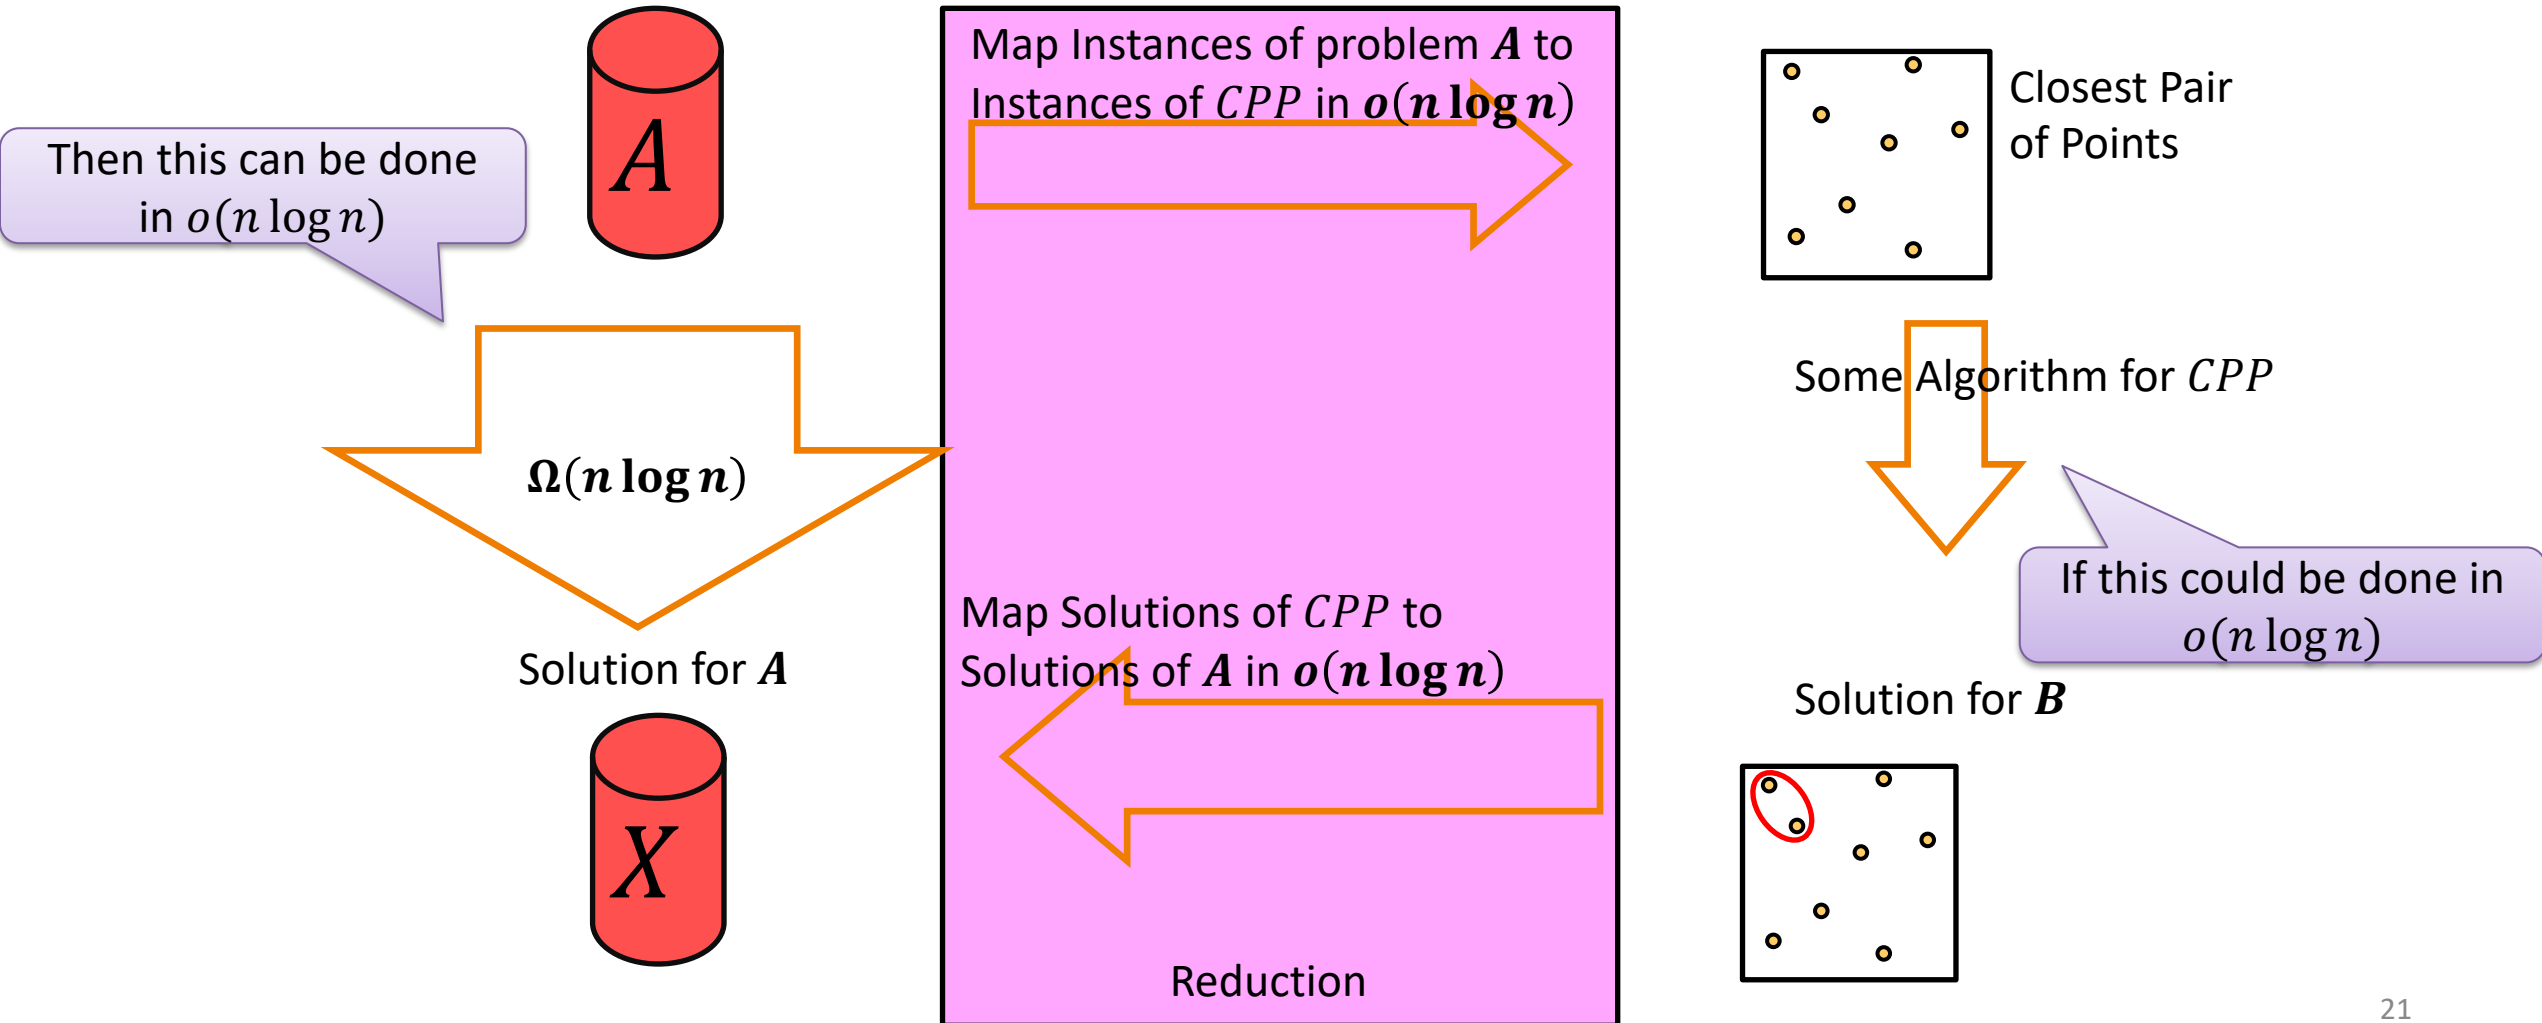 Then this can be done
in o(n log n)
A
Map Instances of problem A to
Instances of CPP in o(n log n)
Closest Pair
of Points
Ω(n log n)
Some Algorithm for CPP
If this could be done in
o(n log n)
Map Solutions of CPP to
Solutions of A in o(n log n)
Solution for A
Solution for B
X
Reduction
21